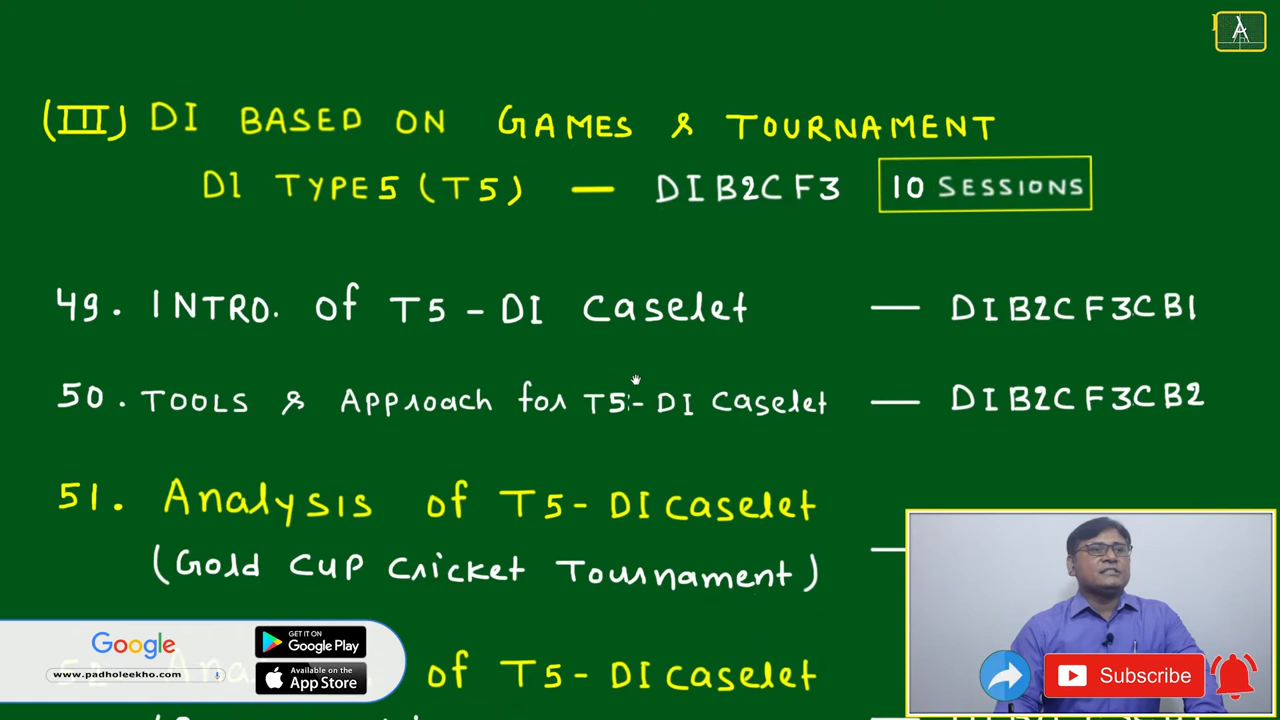 A
(III) DI BASED ON GAMES & TOURNAMENT
DI TYPE5 (T5) — DIB2CF3 10 SESSIONS
49. INTRO. of T5 - DI Caselet — DIB2CF3CB1
50. TOOLS & Approach for T5 - DI Caselet — DIB2CF3CB2
51. Analysis of T5 - DI caselet
(Gold Cup Cricket Tournament) —
of T5 - DI caselet
Google
www.padholeekho.com
GET IT ON
Google Play
Available on the
App Store
Subscribe